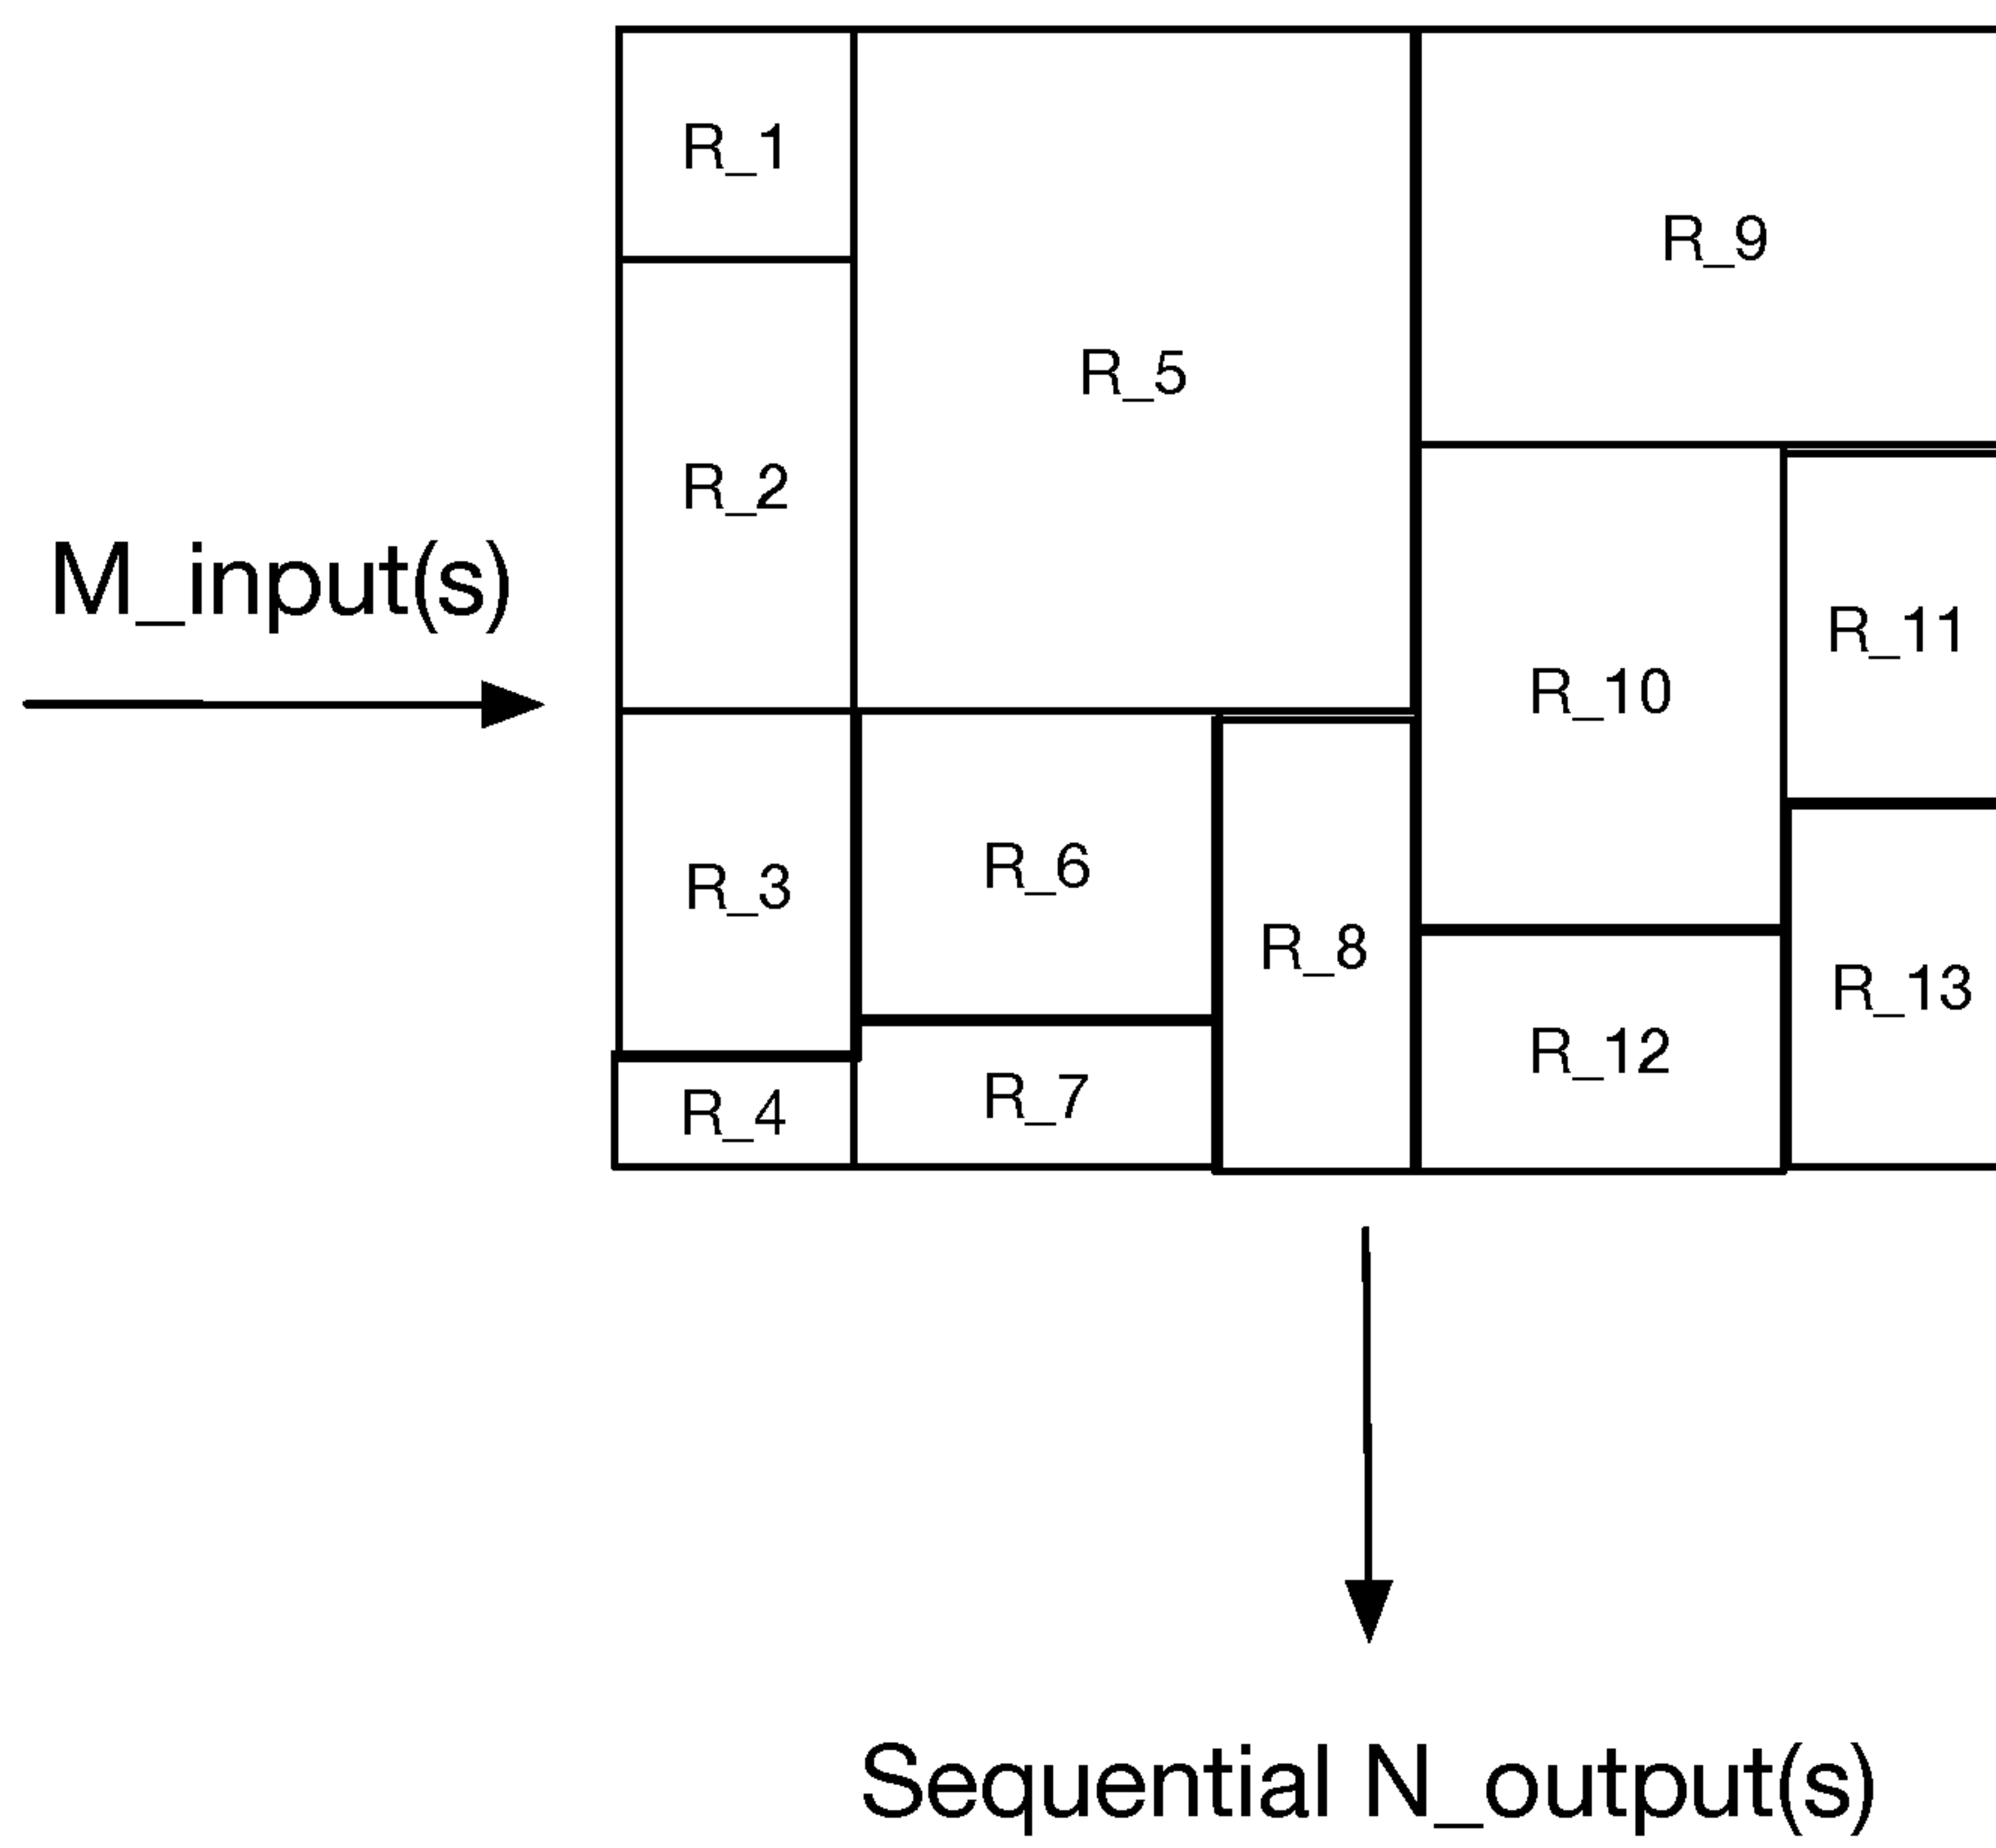 R_1
R_5
R_9
R_2
M_input(s)
R_11
R_10
R_3
R_6
R_8
R_13
R_12
R_4
R_7
Sequential N_output(s)